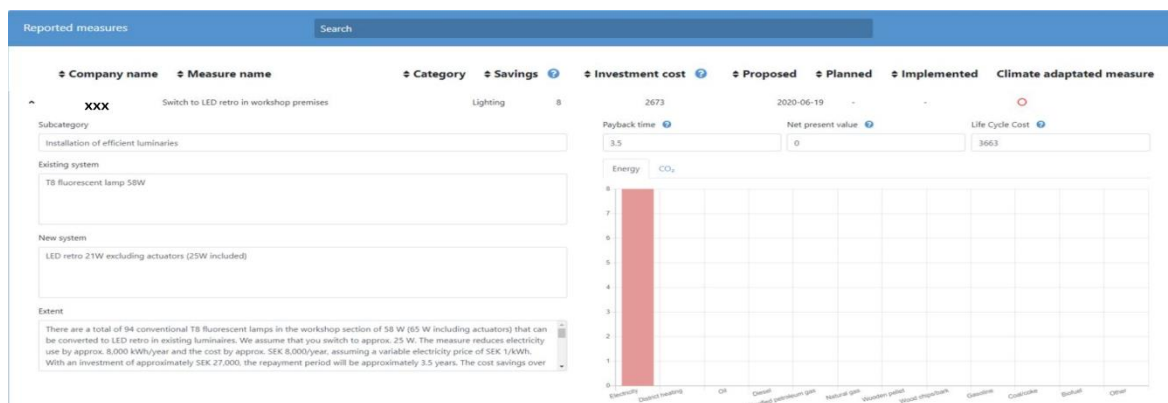 Reported measures
Search
Company name Measure name Category Savings Investment cost Proposed Planned Implemented Climate adaptated measure
XXX Switch to LED retro in workshop premises Lighting 8 2673 2020-06-19 - -
Subcategory
Installation of efficient luminaries
Existing system
T8 fluorescent lamp 58W
New system
LED retro 21W excluding actuators (25W included)
Extent
There are a total of 94 conventional T8 fluorescent lamps in the workshop section of 58 W (65 W including actuators) that can
be converted to LED retro in existing luminaires. We assume that you switch to approx. 25 W. The measure reduces electricity
use by approx. 8,000 kWh/year and the cost by approx. SEK 8,000/year, assuming a variable electricity price of SEK 1/kWh.
With an investment of approximately SEK 27,000, the repayment period will be approximately 3.5 years. The cost savings over
Payback time Net present value Life Cycle Cost
3.5 0 3663
Energy CO₂
8
7
6
5
4
3
2
1
0
Electricity District heating Oil Diesel petroleum gas Natural gas Wooden pellet Wood chips/bark Gasoline Coal/coke Biofuel Other